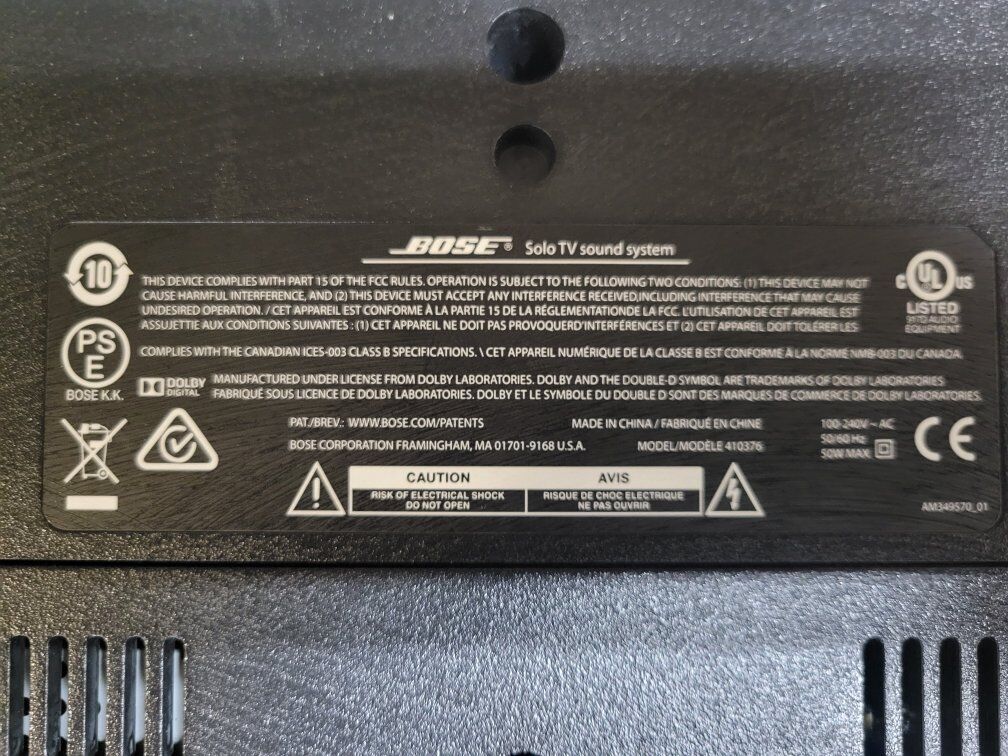 BOSE® Solo TV sound system
10
THIS DEVICE COMPLIES WITH PART 15 OF THE FCC RULES. OPERATION IS SUBJECT TO THE FOLLOWING TWO CONDITIONS: (1) THIS DEVICE MAY NOT
CAUSE HARMFUL INTERFERENCE, AND (2) THIS DEVICE MUST ACCEPT ANY INTERFERENCE RECEIVED,INCLUDING INTERFERENCE THAT MAY CAUSE
UNDESIRED OPERATION. / CET APPAREIL EST CONFORME À LA PARTIE 15 DE LA RÉGLEMENTATIONDE LA FCC. L'UTILISATION DE CET APPAREIL EST
ASSUJETTIE AUX CONDITIONS SUIVANTES : (1) CET APPAREIL NE DOIT PAS PROVOQUERD'INTERFÉRENCES ET (2) CET APPAREIL DOIT TOLÉRER LES
C UL US
LISTED
HI-TQ AUDIO
EQUIPMENT
PS
E
BOSE K.K.
COMPLIES WITH THE CANADIAN ICES-003 CLASS B SPECIFICATIONS. \ CET APPAREIL NUMÉRIQUE DE LA CLASSE B EST CONFORME À LA NORME NMB-003 DU CANADA.
DOLBY
DIGITAL
MANUFACTURED UNDER LICENSE FROM DOLBY LABORATORIES. DOLBY AND THE DOUBLE-D SYMBOL ARE TRADEMARKS OF DOLBY LABORATORIES.
FABRIQUÉ SOUS LICENCE DE DOLBY LABORATORIES. DOLBY ET LE SYMBOLE DU DOUBLE D SONT DES MARQUES DE COMMERCE DE DOLBY LABORATORIES.
PAT./BREV.: WWW.BOSE.COM/PATENTS
MADE IN CHINA / FABRIQUÉ EN CHINE
BOSE CORPORATION FRAMINGHAM, MA 01701-9168 U.S.A.
MODEL/MODÈLE 410376
100-240V ~ AC
50/60 Hz
50W MAX
CE
CAUTION
RISK OF ELECTRICAL SHOCK
DO NOT OPEN
AVIS
RISQUE DE CHOC ELECTRIQUE
NE PAS OUVRIR
AM349570_01